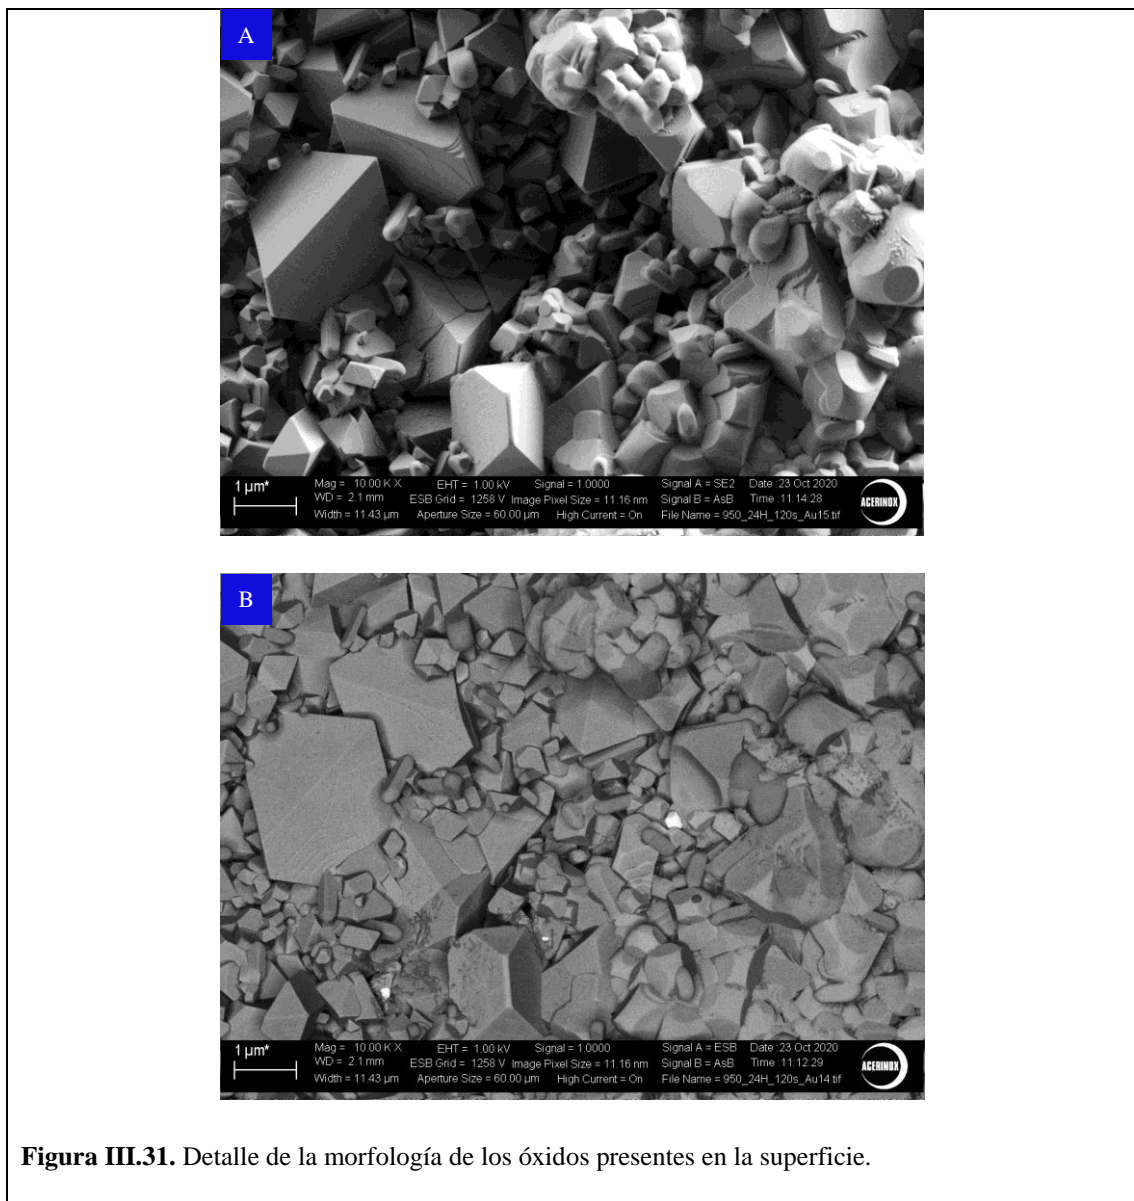 A
1 µm*
Mag = 10.00 K X EHT = 1.00 kV Signal = 1.0000 Signal A = SE2 Date :23 Oct 2020
WD = 2.1 mm ESB Grid = 1258 V Image Pixel Size = 11.16 nm Signal B = AsB Time :11:14:28
Width = 11.43 µm Aperture Size = 60.00 µm High Current = On File Name = 950_24H_120s_Au15.tif
ACERINOX
B
1 µm*
Mag = 10.00 K X EHT = 1.00 kV Signal = 1.0000 Signal A = ESB Date :23 Oct 2020
WD = 2.1 mm ESB Grid = 1258 V Image Pixel Size = 11.16 nm Signal B = AsB Time :11:12:29
Width = 11.43 µm Aperture Size = 60.00 µm High Current = On File Name = 950_24H_120s_Au14.tif
ACERINOX
Figura III.31. Detalle de la morfología de los óxidos presentes en la superficie.